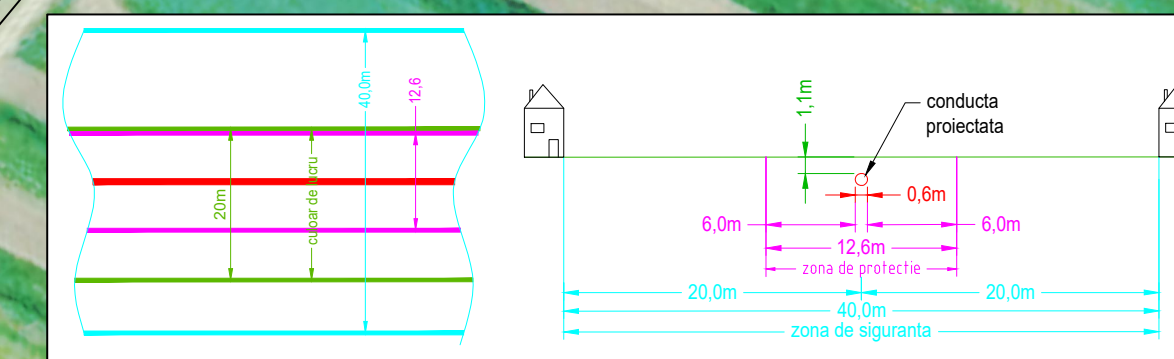 40,0m
12,6
20m
culoar de lucru
1,1m
conducta
proiectata
0,6m
6,0m
6,0m
12,6m
zona de protectie
20,0m
20,0m
40,0m
zona de siguranta